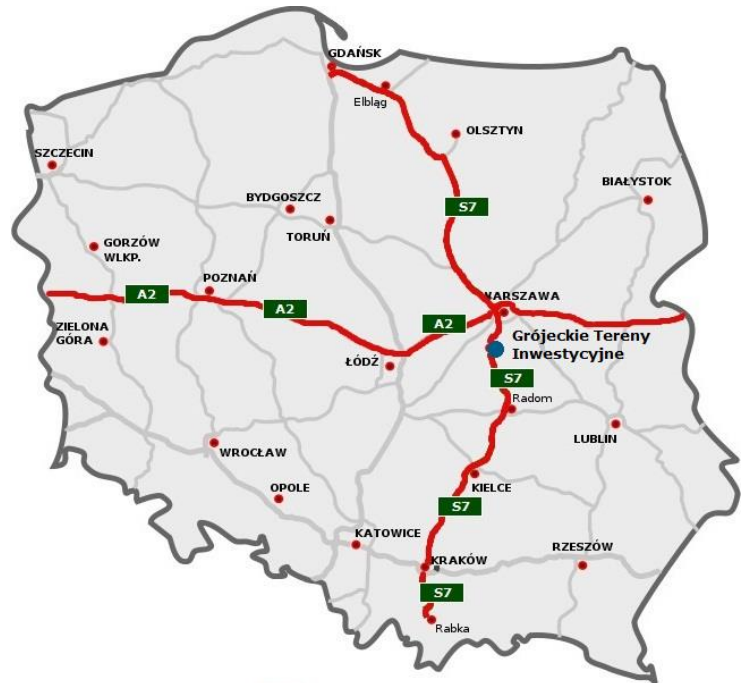 GDAŃSK
Elbląg
OLSZTYN
SZCZECIN
BIAŁYSTOK
BYDGOSZCZ
S7
TORUŃ
GORZÓW
WLKP.
POZNAŃ
A2
A2
WARSZAWA
A2
ZIELONA
GÓRA
Grójeckie Tereny
Inwestycyjne
ŁÓDŹ
S7
Radom
LUBLIN
WROCŁAW
KIELCE
OPOLE
S7
KATOWICE
KRAKÓW
RZESZÓW
S7
Rabka